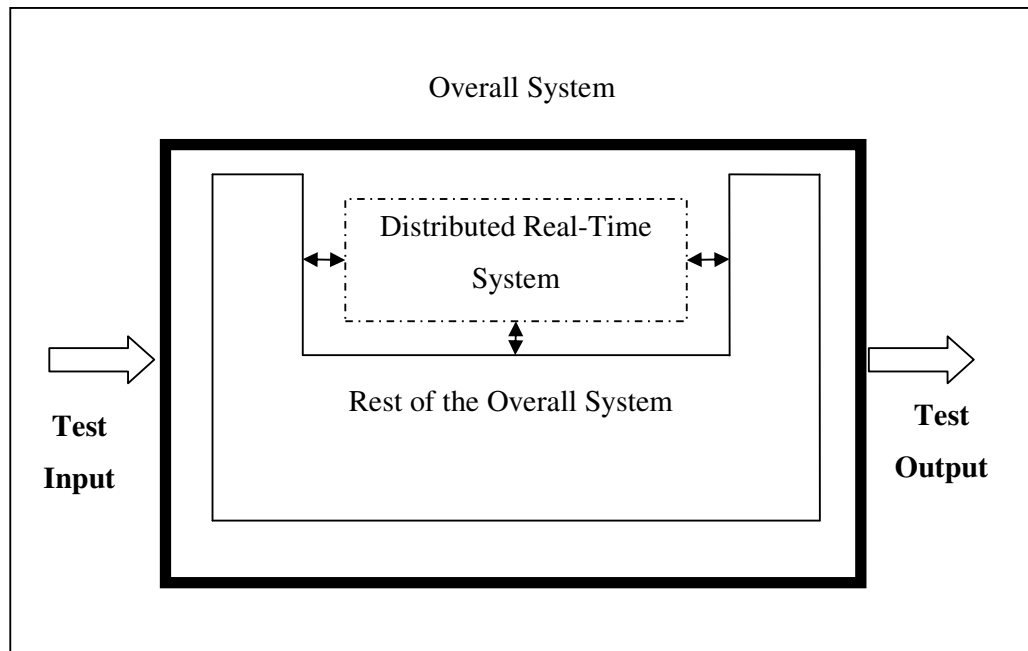 Overall System
Distributed Real-Time
System
Rest of the Overall System
Test
Input
Test
Output